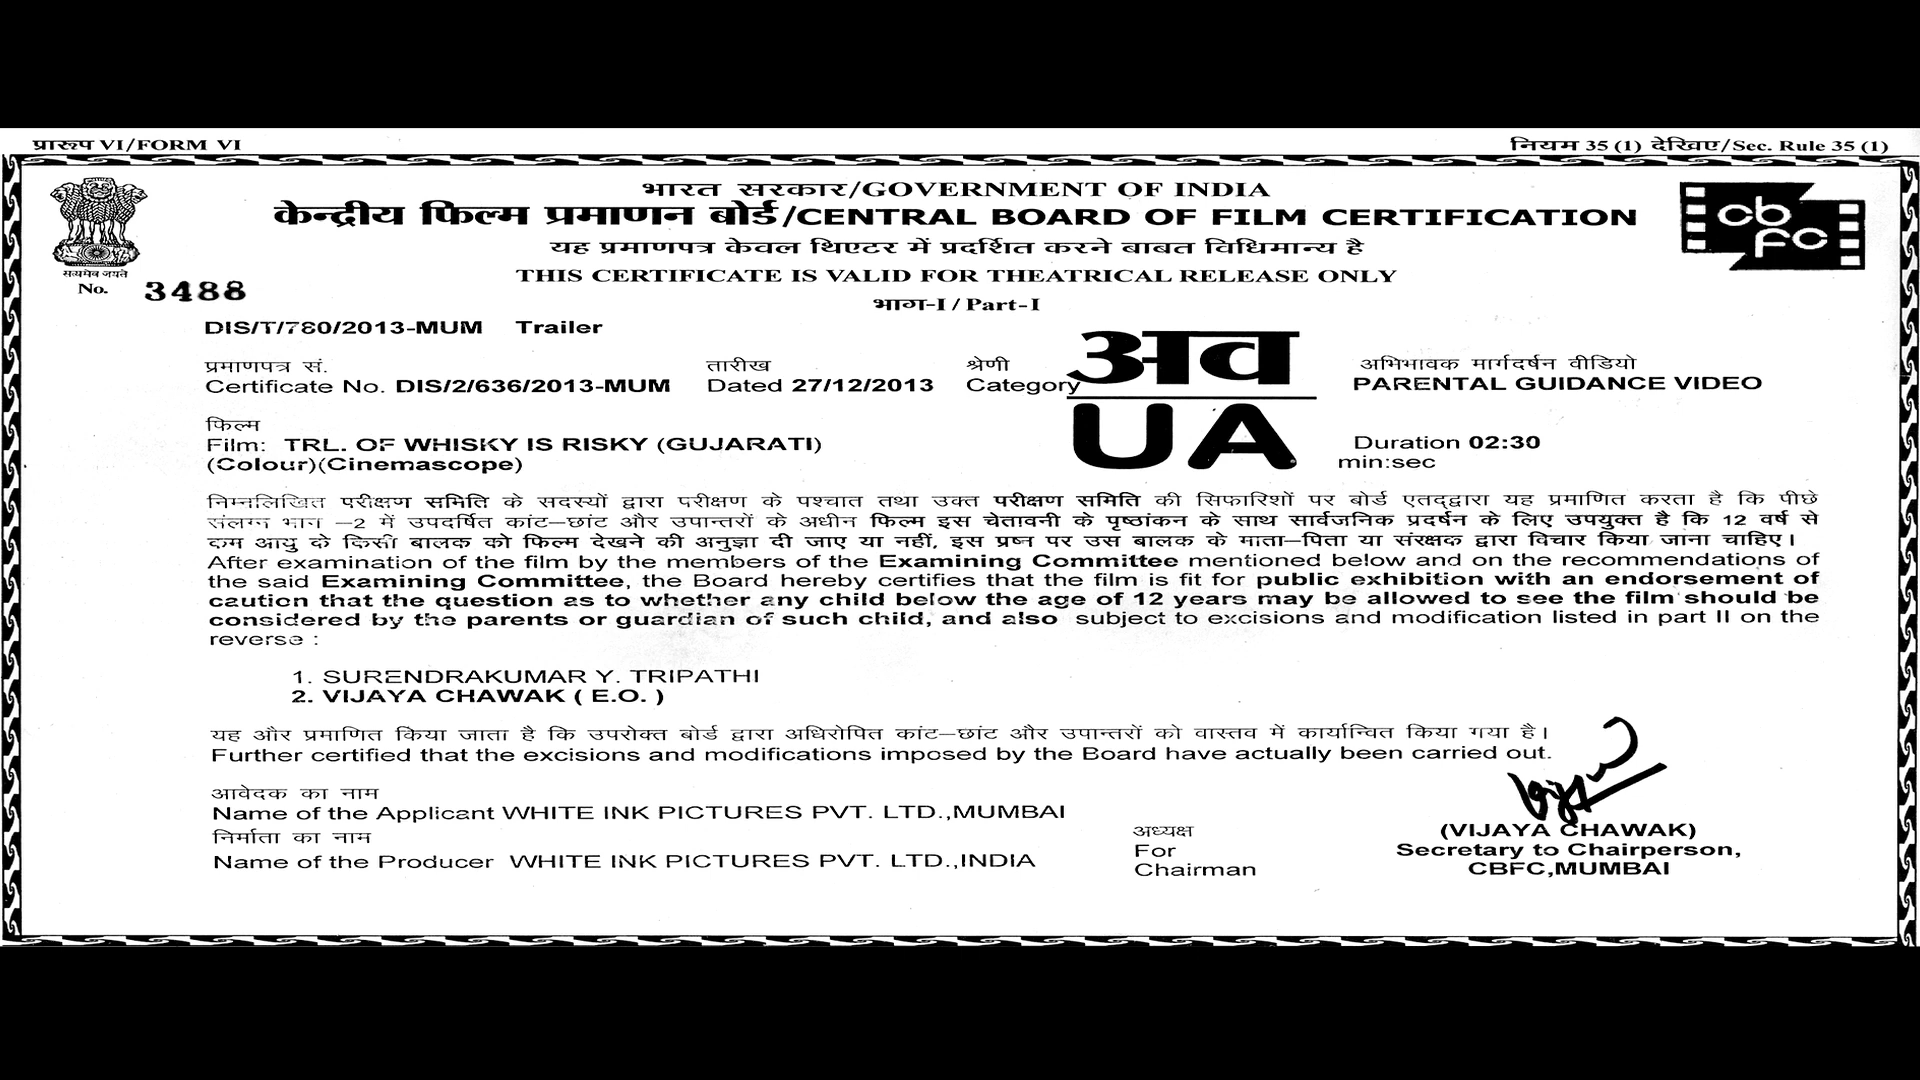 प्रारूप VI/FORM VI
नियम 35 (1) देखिए/Sec. Rule 35 (1)
भारत सरकार/GOVERNMENT OF INDIA
केन्द्रीय फिल्म प्रमाणन बोर्ड/CENTRAL BOARD OF FILM CERTIFICATION
cb
fc
यह प्रमाणपत्र केवल थिएटर में प्रदर्शित करने बाबत विधिमान्य है
सत्यमेव जयते
THIS CERTIFICATE IS VALID FOR THEATRICAL RELEASE ONLY
No. 3488
भाग-I / Part-I
DIS/T/780/2013-MUM Trailer
प्रमाणपत्र सं. तारीख श्रेणी अव अभिभावक मार्गदर्षन वीडियो
Certificate No. DIS/2/636/2013-MUM Dated 27/12/2013 Category UA PARENTAL GUIDANCE VIDEO
फिल्म
Film: TRL. OF WHISKY IS RISKY (GUJARATI) Duration 02:30
(Colour)(Cinemascope) min:sec
निम्नलिखित परीक्षण समिति के सदस्यों द्वारा परीक्षण के पश्चात तथा उक्त परीक्षण समिति की सिफारिशों पर बोर्ड एतद्द्वारा यह प्रमाणित करता है कि पीछे
संलग्न भाग -2 में उपदर्षित कांट-छांट और उपान्तरों के अधीन फिल्म इस चेतावनी के पृष्ठांकन के साथ सार्वजनिक प्रदर्षन के लिए उपयुक्त है कि 12 वर्ष से
कम आयु के किसी बालक को फिल्म देखने की अनुज्ञा दी जाए या नहीं, इस प्रष्न पर उस बालक के माता-पिता या संरक्षक द्वारा विचार किया जाना चाहिए।
After examination of the film by the members of the Examining Committee mentioned below and on the recommendations of
the said Examining Committee, the Board hereby certifies that the film is fit for public exhibition with an endorsement of
caution that the question as to whether any child below the age of 12 years may be allowed to see the film should be
considered by the parents or guardian of such child, and also subject to excisions and modification listed in part II on the
reverse :
1. SURENDRAKUMAR Y. TRIPATHI
2. VIJAYA CHAWAK ( E.O. )
यह और प्रमाणित किया जाता है कि उपरोक्त बोर्ड द्वारा अधिरोपित कांट-छांट और उपान्तरों को वास्तव में कार्यान्वित किया गया है।
Further certified that the excisions and modifications imposed by the Board have actually been carried out.
आवेदक का नाम
Name of the Applicant WHITE INK PICTURES PVT. LTD.,MUMBAI
निर्माता का नाम
Name of the Producer WHITE INK PICTURES PVT. LTD.,INDIA
अध्यक्ष
For
Chairman
(VIJAYA CHAWAK)
Secretary to Chairperson,
CBFC,MUMBAI